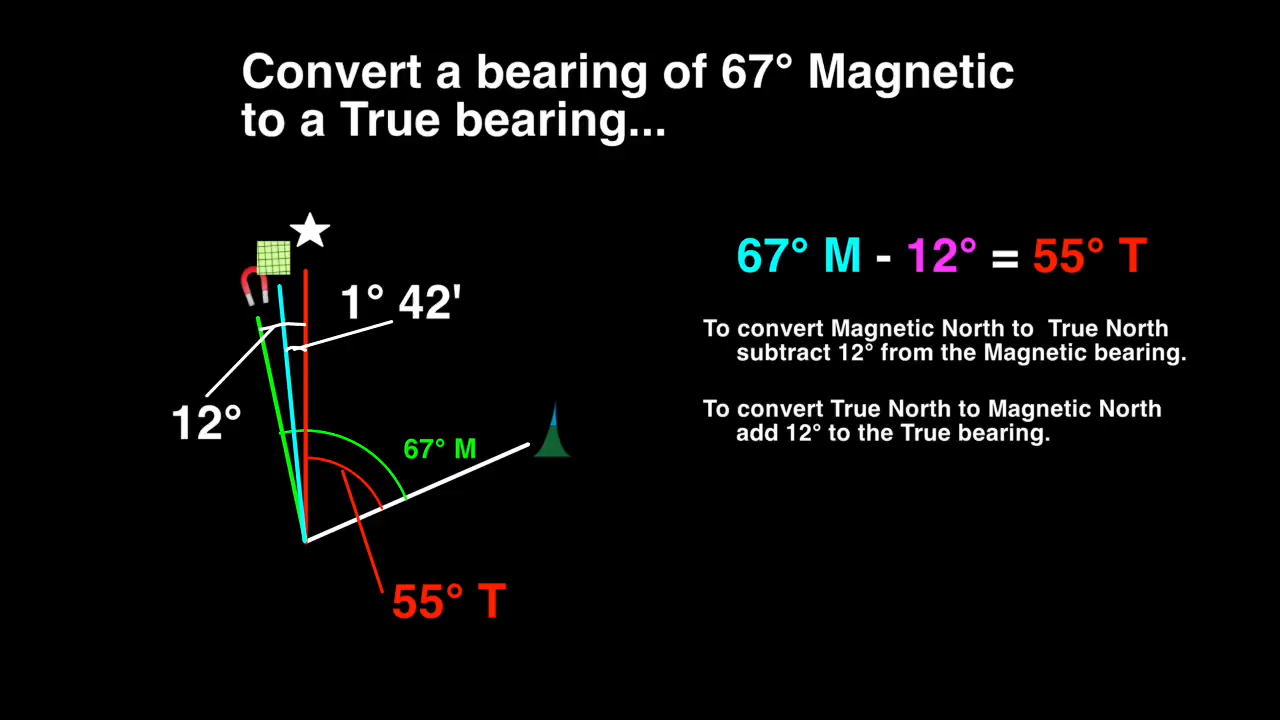 Convert a bearing of 67° Magnetic
to a True bearing...
67° M - 12° = 55° T
1° 42'
To convert Magnetic North to  True North
subtract 12° from the Magnetic bearing.
12°
67° M
To convert True North to Magnetic North
add 12° to the True bearing.
55° T